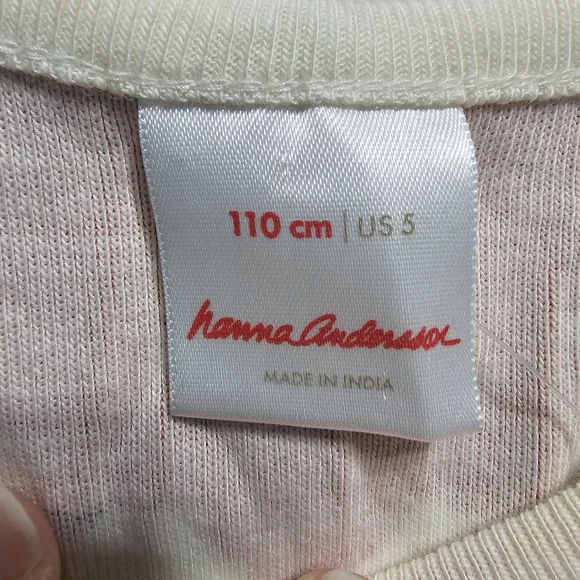 110 cm | US 5
hanna andersson
MADE IN INDIA